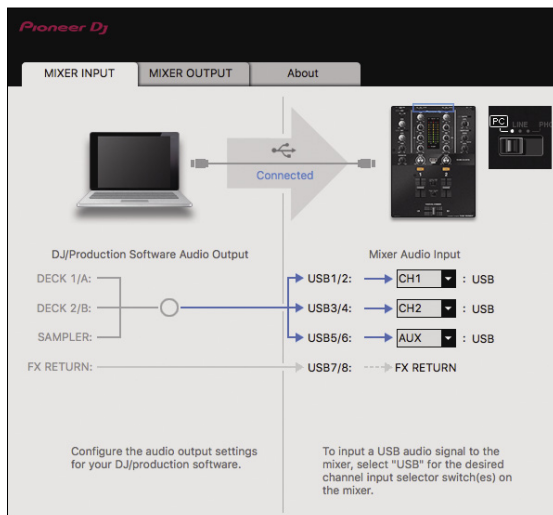 Pioneer Dj
MIXER INPUT
MIXER OUTPUT
About
PC LINE
Connected
DJ/Production Software Audio Output
Mixer Audio Input
DECK 1/A:
USB1/2: CH1 : USB
DECK 2/B:
USB3/4: CH2 : USB
SAMPLER:
USB5/6: AUX : USB
FX RETURN:
USB7/8: FX RETURN
Configure the audio output settings
for your DJ/production software.
To input a USB audio signal to the
mixer, select "USB" for the desired
channel input selector switch(es) on
the mixer.